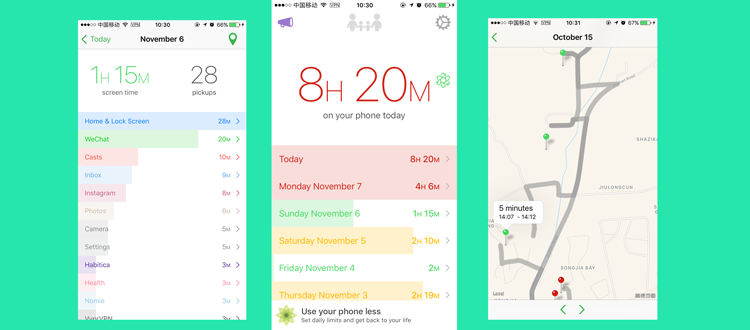 中国移动 VPN 10:30 66%
Today November 6
1H 15M 28
screen time pickups
Home & Lock Screen 28M
WeChat 20M
Casts 10M
Inbox 9M
Instagram 8M
Photos 6M
Camera 5M
Settings 5M
Habitica 3M
Health 3M
Nomie 3M
中国移动 VPN 10:30 66%
8H 20M
on your phone today
Today 8H 20M
Monday November 7 4H 6M
Sunday November 6 1H 15M
Saturday November 5 2H 10M
Friday November 4 2M
Thursday November 3 2H 19M
Use your phone less
Set daily limits and get back to your life
中国移动 VPN 10:31 67%
October 15
SHAZIKA
JIULONGCUN
5 minutes
14:07 - 14:12
SONGJIA BAY
Legal
高德地图